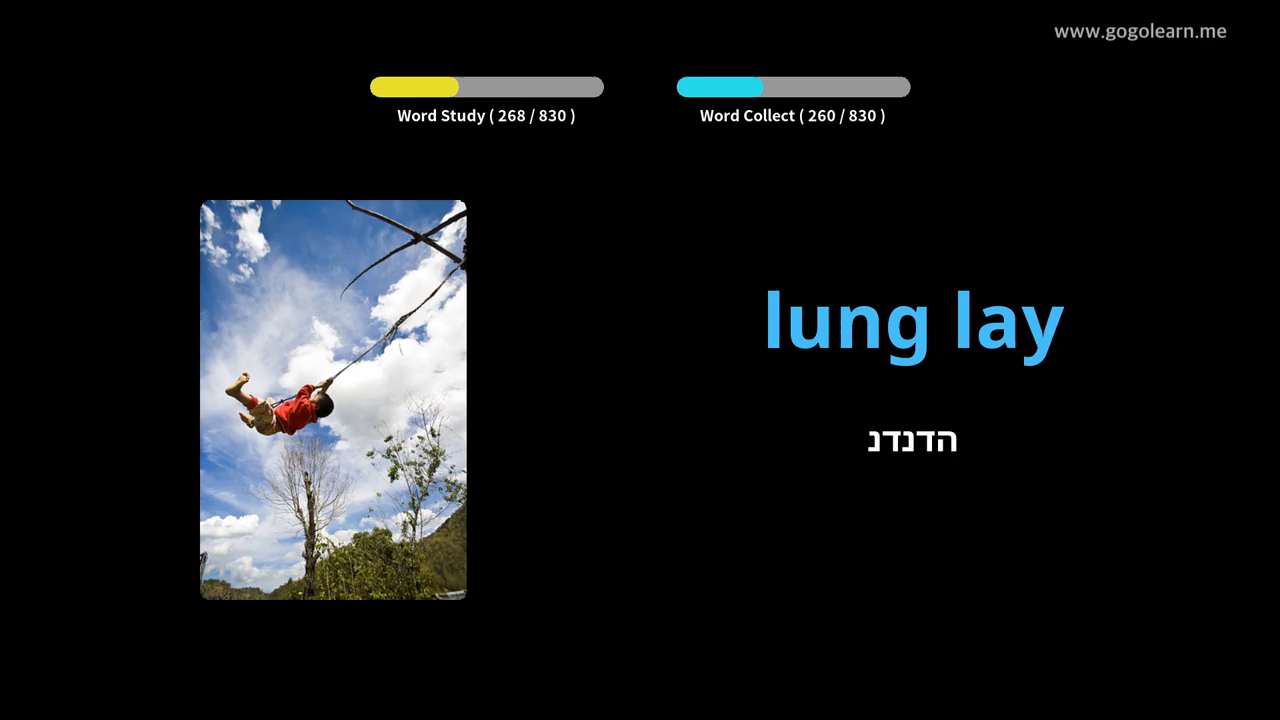 www.gogolearn.me
Word Study ( 268 / 830 )
Word Collect ( 260 / 830 )
lung lay
הדנדנ